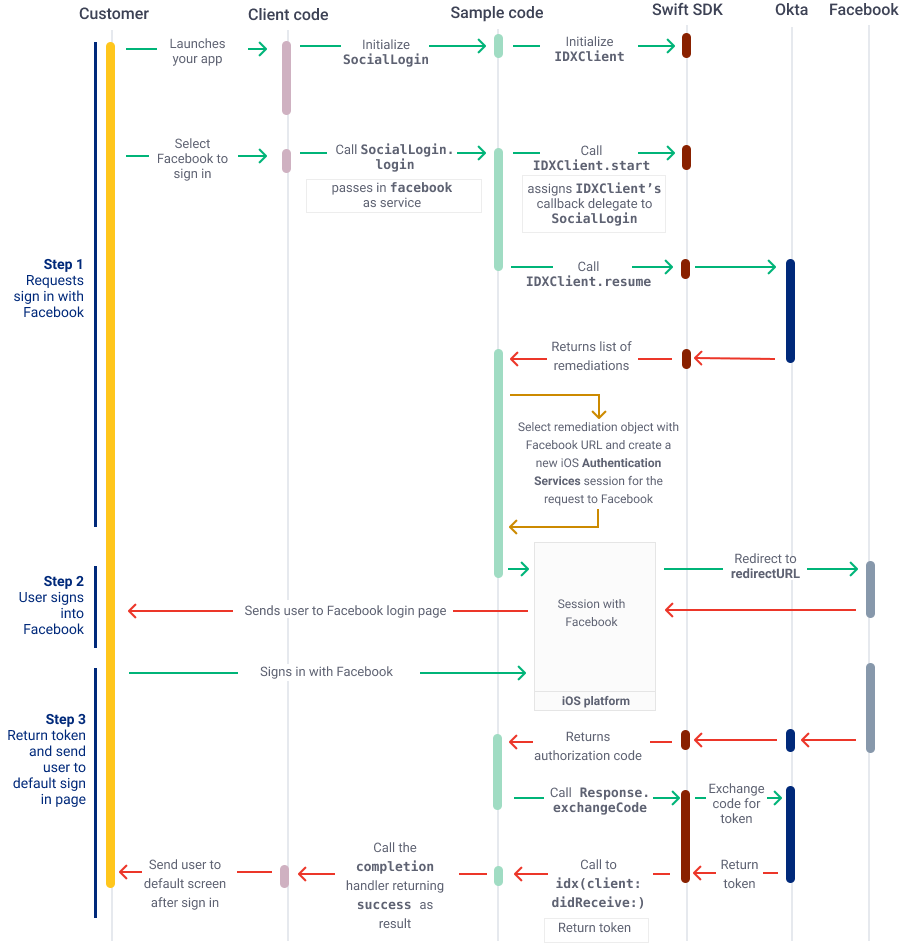 Customer
Client code
Sample code
Swift SDK
Okta
Facebook
Launches
your app
Initialize
SocialLogin
Initialize
IDXClient
Select
Facebook to
sign in
Call SocialLogin.
login
passes in facebook
as service
Call
IDXClient.start
assigns IDXClient’s
callback delegate to
SocialLogin
Step 1
Requests
sign in with
Facebook
Call
IDXClient.resume
Returns list of
remediations
Select remediation object with
Facebook URL and create a
new iOS Authentication
Services session for the
request to Facebook
Step 2
User signs
into
Facebook
Redirect to
redirectURL
Session with
Facebook
Sends user to Facebook login page
Signs in with Facebook
iOS platform
Step 3
Return token
and send
user to
default sign
in page
Returns
authorization code
Call Response.
exchangeCode
Exchange
code for
token
Send user to
default screen
after sign in
Call the
completion
handler returning
success as
result
Call to
idx(client:
didReceive:)
Return token
Return
token